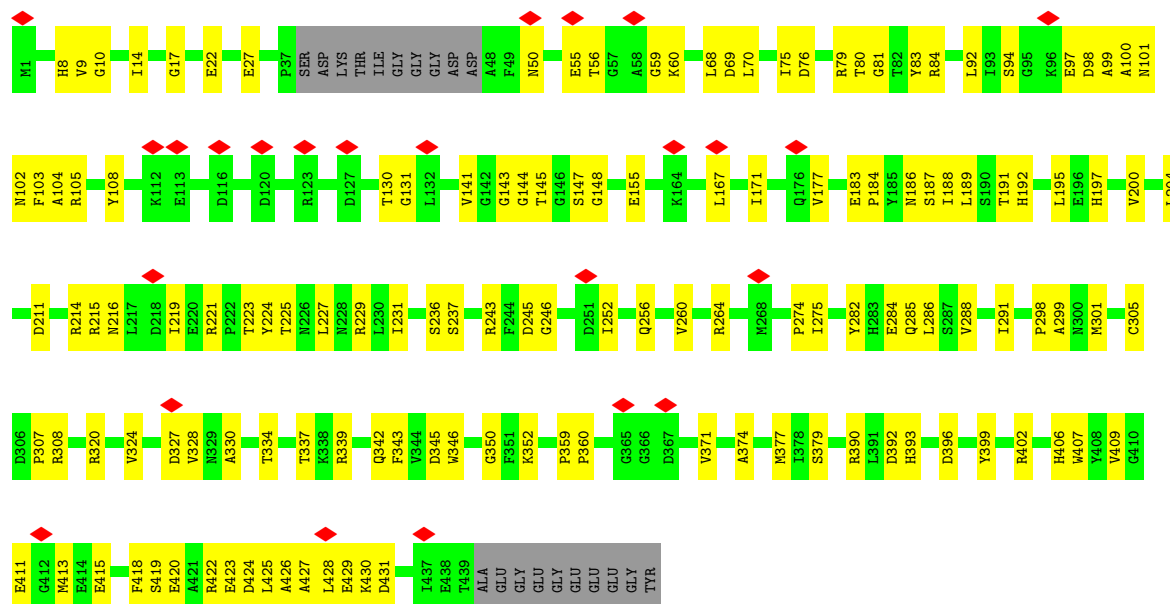 M1 H8 V9 G10 I14 G17 E22 E27 P37 SER ASP LYS THR ILE GLY GLY GLY ASP ASP A48 F49 N50 E55 T56 G57 A58 G59 K60 L68 D69 L70 I75 D76 R79 T80 G81 T82 Y83 R84 L92 I93 S94 G95 K96 E97 D98 A99 A100 N101
N102 F103 A104 R105 Y108 K112 E113 D116 D120 R123 D127 T130 G131 L132 V141 G142 G143 G144 T145 G146 S147 G148 E155 K164 L167 I171 Q176 V177 E183 P184 Y185 N186 S187 I188 L189 S190 T191 H192 L195 E196 H197 V200
D211 R214 R215 N216 L217 D218 I219 E220 R221 P222 T223 Y224 T225 N226 L227 N228 R229 L230 I231 S236 S237 R243 F244 D245 G246 D251 I252 Q256 V260 R264 M268 P274 I275 Y282 H283 E284 Q285 L286 S287 V288 I291 P298 A299 N300 M301 C305
D306 P307 R308 R320 V324 D327 V328 N329 A330 T334 T337 K338 R339 Q342 F343 V344 D345 W346 G350 F351 K352 P359 P360 G365 G366 D367 V371 A374 M377 I378 S379 R390 L391 D392 H393 D396 Y399 R402 H406 W407 Y408 V409 G410
E411 G412 M413 E414 E415 F418 S419 E420 A421 R422 E423 D424 L425 A426 A427 L428 E429 K430 D431 I437 E438 T439 ALA GLU GLY GLU GLY GLU GLU GLU GLY TYR